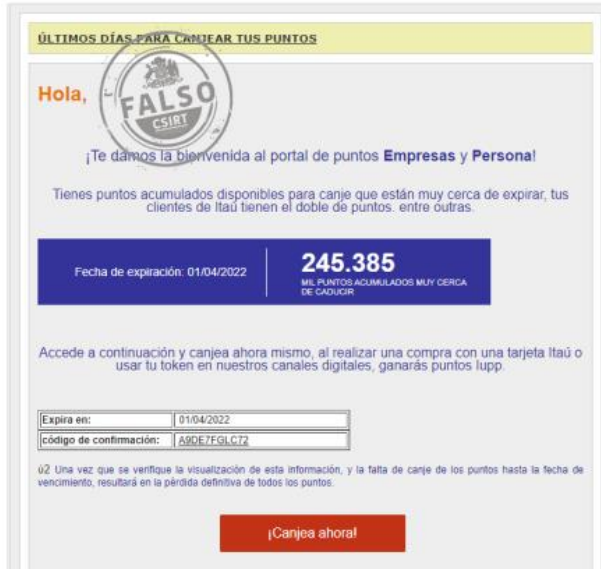 ÚLTIMOS DÍAS PARA CANJEAR TUS PUNTOS
Hola,
FALSO
CSIRT
¡Te damos la bienvenida al portal de puntos Empresas y Persona!
Tienes puntos acumulados disponibles para canje que están muy cerca de expirar, tus
clientes de Itaú tienen el doble de puntos. entre outras.
Fecha de expiración: 01/04/2022
245.385
MIL PUNTOS ACUMULADOS MUY CERCA
DE CADUCIR
Accede a continuación y canjea ahora mismo, al realizar una compra con una tarjeta Itaú o
usar tu token en nuestros canales digitales, ganarás puntos Iupp.
Expira en: 01/04/2022
código de confirmación: A9DE7FGLC72
ú2 Una vez que se verifique la visualización de esta información, y la falta de canje de los puntos hasta la fecha de
vencimiento, resultará en la pérdida definitiva de todos los puntos.
¡Canjea ahora!